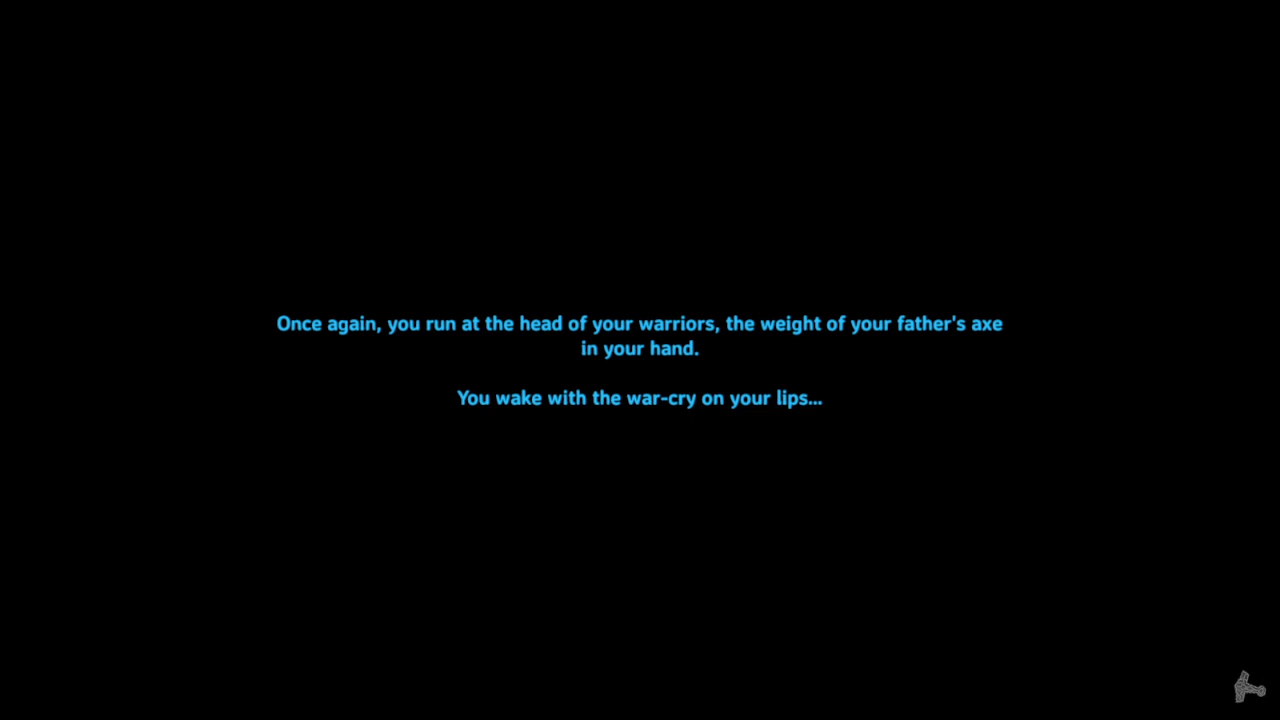 Once again, you run at the head of your warriors, the weight of your father's axe
in your hand.
You wake with the war-cry on your lips...